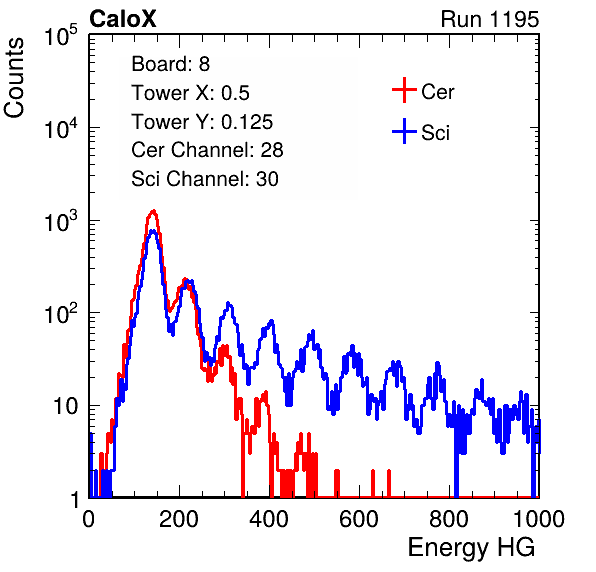 CaloX Run 1195
Counts
10^5
10^4
10^3
10^2
10
1
Board: 8
Tower X: 0.5
Tower Y: 0.125
Cer Channel: 28
Sci Channel: 30
Cer
Sci
0 200 400 600 800 1000
Energy HG